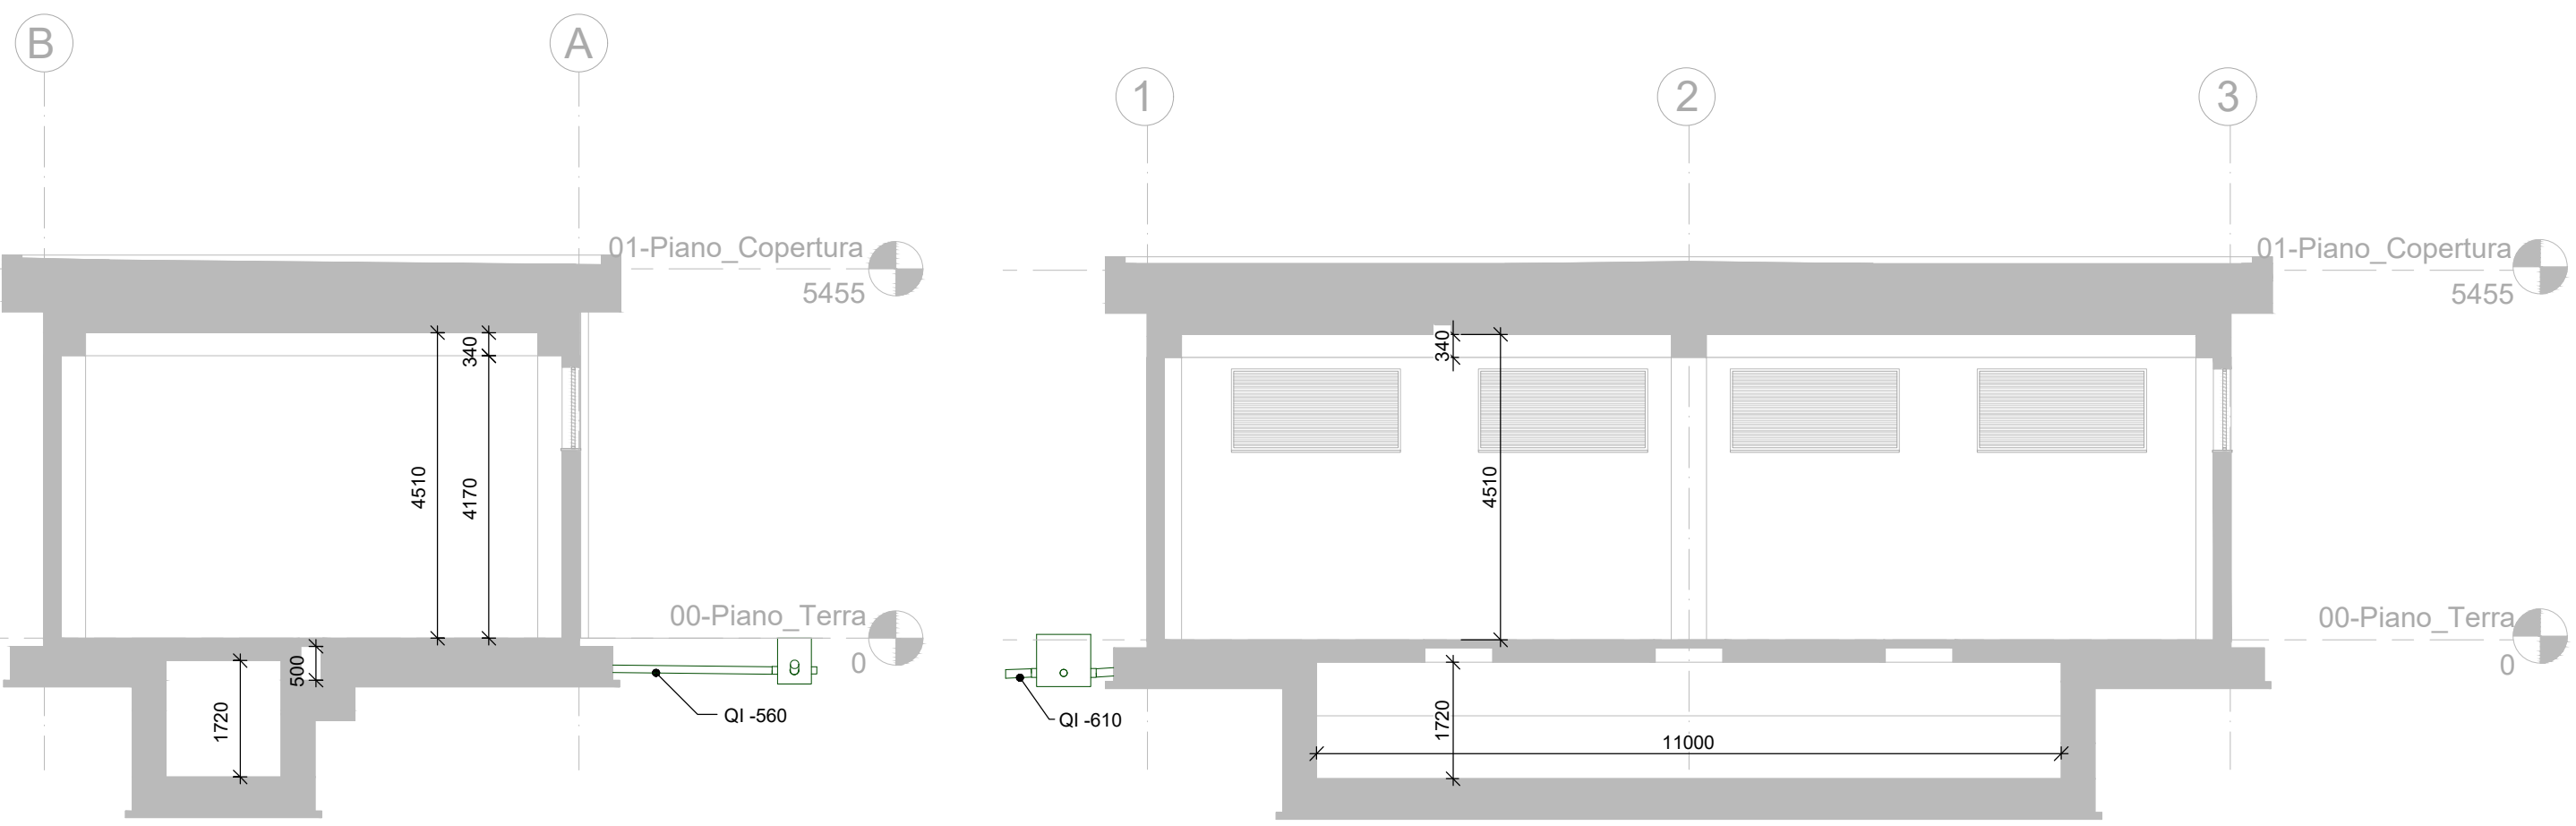 B
A
01-Piano_Copertura
5455
340
4510
4170
00-Piano_Terra
0
500
1720
QI -560
1
2
3
01-Piano_Copertura
5455
340
4510
00-Piano_Terra
0
QI -610
1720
11000